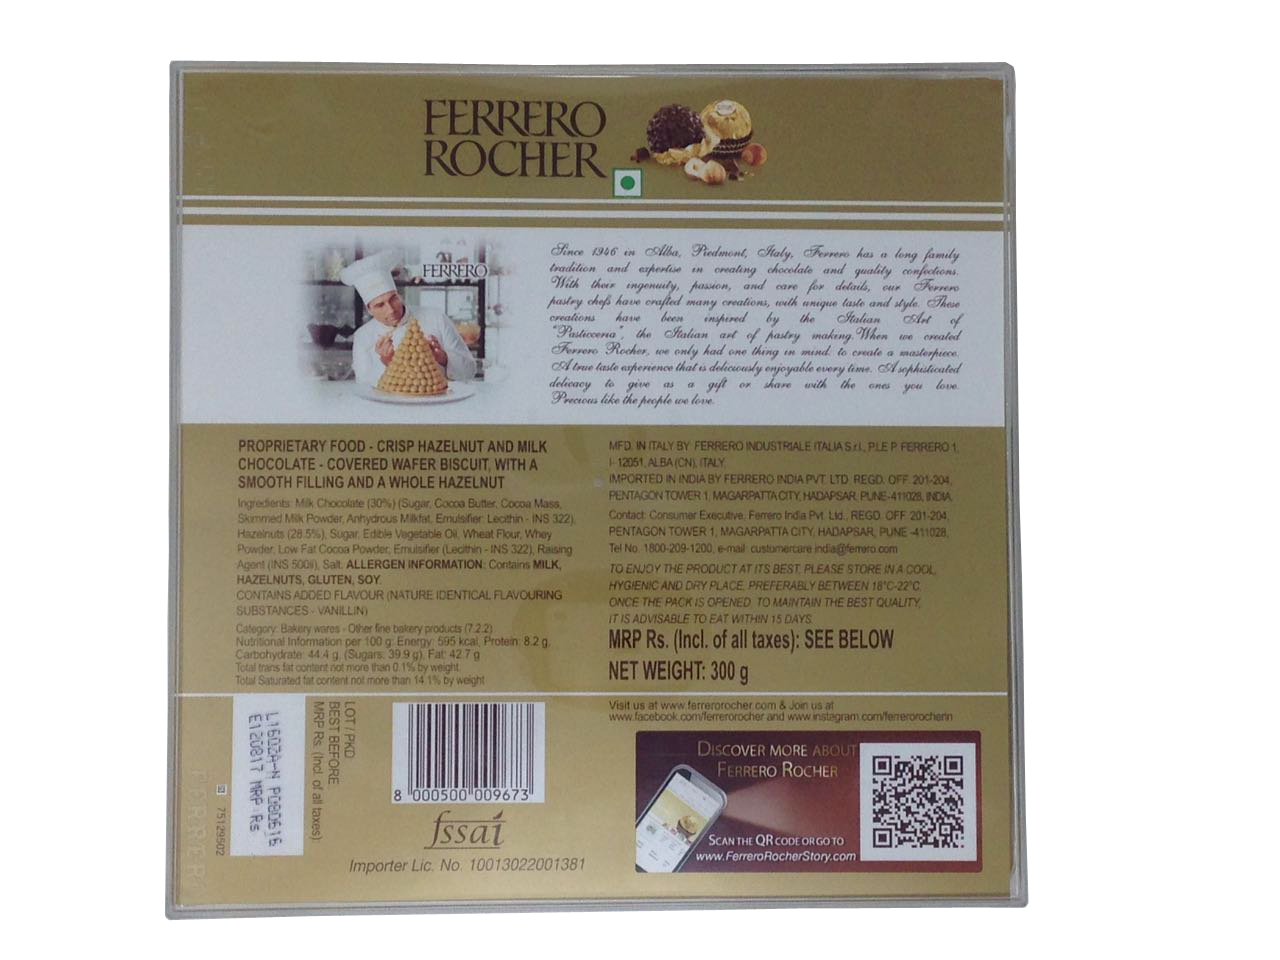 FERRERO
ROCHER
Since 1946 in Alba, Piedmont, Italy, Ferrero has a long family
tradition and expertise in creating chocolate and quality confections.
With their ingenuity, passion, and care for details, our Ferrero
pastry chefs have crafted many creations, with unique taste and style. These
creations have been inspired by the Italian Art of
"Pasticceria", the Italian art of pastry making. When we created
Ferrero Rocher, we only had one thing in mind: to create a masterpiece.
A true taste experience that is deliciously enjoyable every time. A sophisticated
delicacy to give as a gift or share with the ones you love.
Precious like the people we love.
FERRERO
PROPRIETARY FOOD - CRISP HAZELNUT AND MILK
CHOCOLATE - COVERED WAFER BISCUIT, WITH A
SMOOTH FILLING AND A WHOLE HAZELNUT
Ingredients: Milk Chocolate (30%) (Sugar, Cocoa Butter, Cocoa Mass,
Skimmed Milk Powder, Anhydrous Milkfat, Emulsifier: Lecithin - INS 322),
Hazelnuts (28.5%), Sugar, Edible Vegetable Oil, Wheat Flour, Whey
Powder, Low Fat Cocoa Powder, Emulsifier (Lecithin - INS 322), Raising
Agent (INS 500ii), Salt. ALLERGEN INFORMATION: Contains MILK,
HAZELNUTS, GLUTEN, SOY.
CONTAINS ADDED FLAVOUR (NATURE IDENTICAL FLAVOURING
SUBSTANCES - VANILLIN)
Category: Bakery wares - Other fine bakery products (7.2.2)
Nutritional Information per 100 g: Energy: 595 kcal, Protein: 8.2 g,
Carbohydrate: 44.4 g, (Sugars: 39.9 g), Fat: 42.7 g
Total trans fat content not more than 0.1% by weight.
Total Saturated fat content not more than 14.1% by weight
MFD. IN ITALY BY FERRERO INDUSTRIALE ITALIA S.r.l., P.LE P. FERRERO 1,
I- 12051, ALBA (CN), ITALY.
IMPORTED IN INDIA BY FERRERO INDIA PVT. LTD. REGD. OFF. 201-204,
PENTAGON TOWER 1, MAGARPATTA CITY, HADAPSAR, PUNE-411028, INDIA.
Contact: Consumer Executive, Ferrero India Pvt. Ltd., REGD. OFF. 201-204,
PENTAGON TOWER 1, MAGARPATTA CITY, HADAPSAR, PUNE -411028,
Tel No. 1800-209-1200, e-mail: customercare.india@ferrero.com
TO ENJOY THE PRODUCT AT ITS BEST, PLEASE STORE IN A COOL,
HYGIENIC AND DRY PLACE, PREFERABLY BETWEEN 18°C-22°C.
ONCE THE PACK IS OPENED, TO MAINTAIN THE BEST QUALITY,
IT IS ADVISABLE TO EAT WITHIN 15 DAYS.
MRP Rs. (Incl. of all taxes): SEE BELOW
NET WEIGHT: 300 g
Visit us at www.ferrerorocher.com & Join us at
www.facebook.com/ferrerorocher and www.instagram.com/ferrerorocherin
DISCOVER MORE ABOUT
FERRERO ROCHER
SCAN THE QR CODE OR GO TO
www.FerreroRocherStory.com
LOT / PKD
BEST BEFORE:
MRP Rs. (Incl. of all taxes):
L160ZA-N P080616
E120817 MRP Rs
75129502
FERRER
8 000500 009673
fssai
Importer Lic. No. 10013022001381